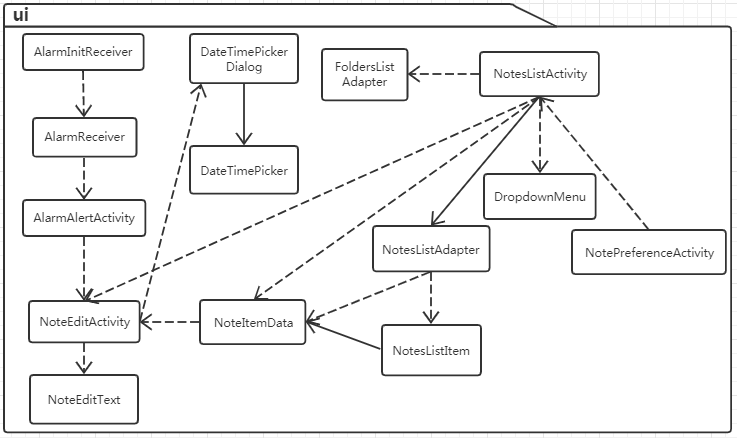 ui
AlarmInitReceiver
DateTimePicker
Dialog
FoldersList
Adapter
NotesListActivity
AlarmReceiver
DateTimePicker
DropdownMenu
AlarmAlertActivity
NotesListAdapter
NotePreferenceActivity
NoteEditActivity
NoteItemData
NotesListItem
NoteEditText